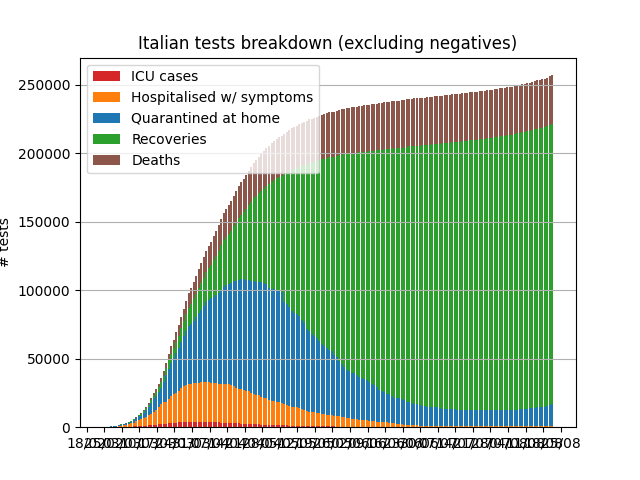 Italian tests breakdown (excluding negatives)
ICU cases
Hospitalised w/ symptoms
Quarantined at home
Recoveries
Deaths
250000
200000
150000
100000
50000
0
# tests